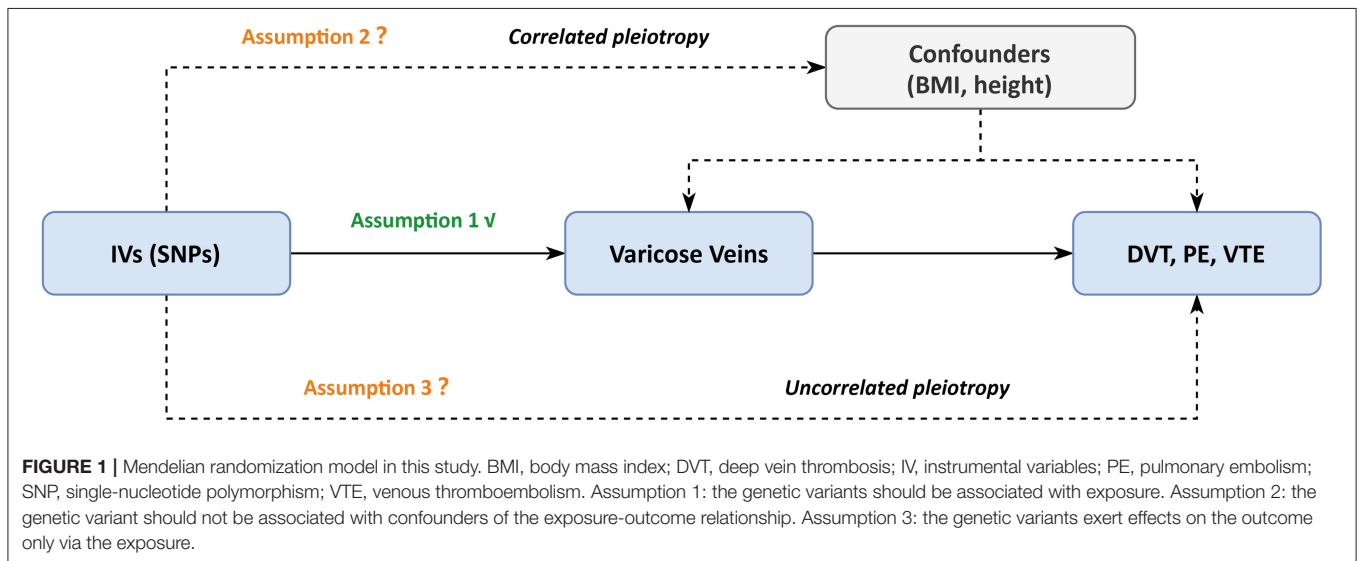 Assumption 2 ?
Correlated pleiotropy
Confounders
(BMI, height)
IVs (SNPs)
Assumption 1 √
Varicose Veins
DVT, PE, VTE
Assumption 3 ?
Uncorrelated pleiotropy
FIGURE 1 | Mendelian randomization model in this study. BMI, body mass index; DVT, deep vein thrombosis; IV, instrumental variables; PE, pulmonary embolism;
SNP, single-nucleotide polymorphism; VTE, venous thromboembolism. Assumption 1: the genetic variants should be associated with exposure. Assumption 2: the
genetic variant should not be associated with confounders of the exposure-outcome relationship. Assumption 3: the genetic variants exert effects on the outcome
only via the exposure.